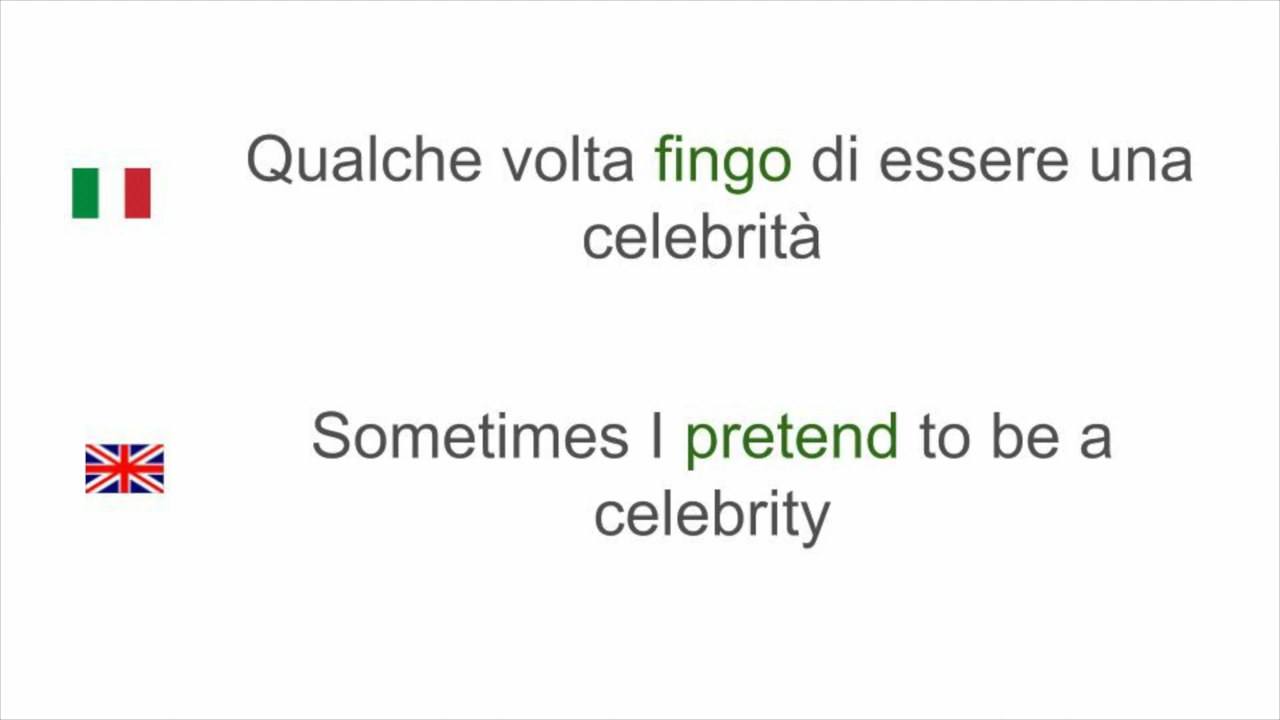 Qualche volta fingo di essere una
celebrità
Sometimes I pretend to be a
celebrity